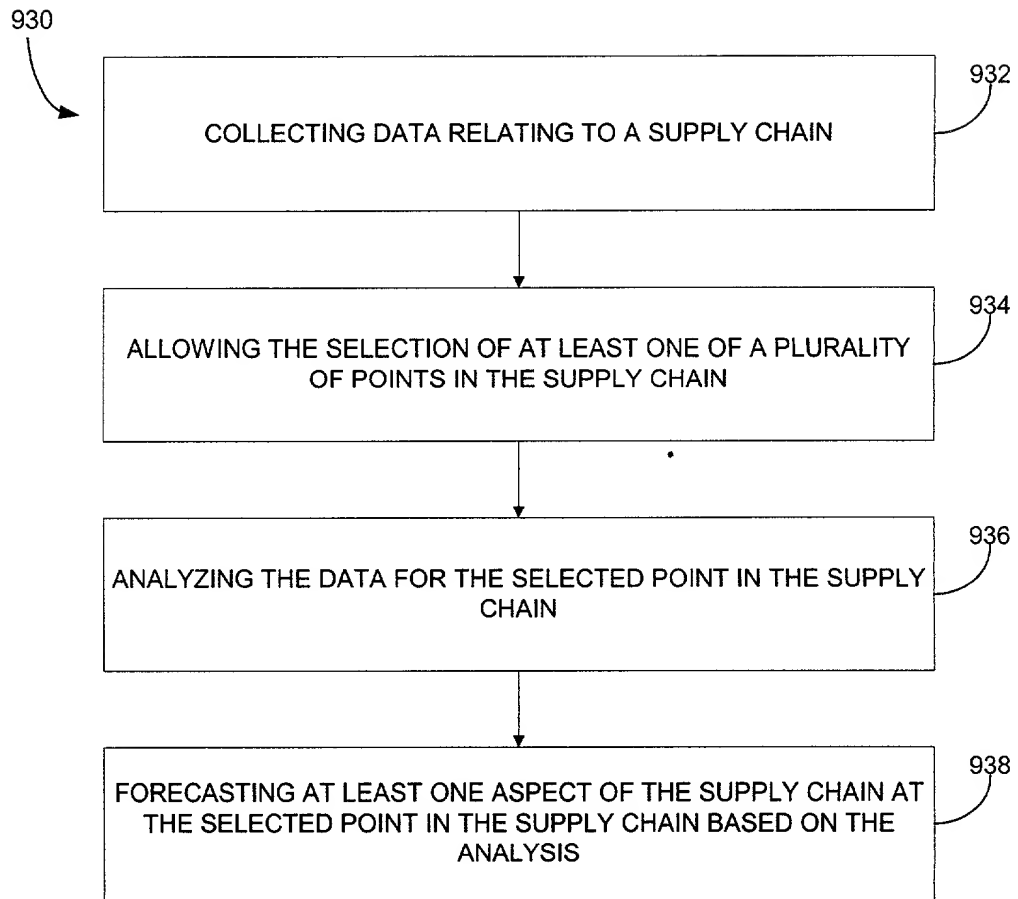 930
932
COLLECTING DATA RELATING TO A SUPPLY CHAIN
934
ALLOWING THE SELECTION OF AT LEAST ONE OF A PLURALITY
OF POINTS IN THE SUPPLY CHAIN
936
ANALYZING THE DATA FOR THE SELECTED POINT IN THE SUPPLY
CHAIN
938
FORECASTING AT LEAST ONE ASPECT OF THE SUPPLY CHAIN AT
THE SELECTED POINT IN THE SUPPLY CHAIN BASED ON THE
ANALYSIS